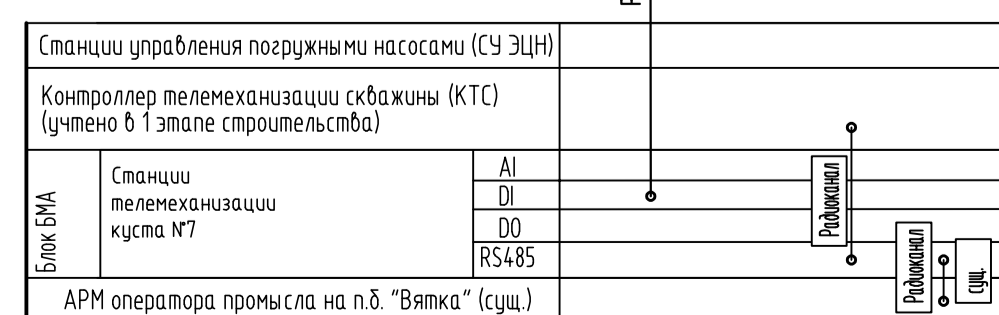 Станции управления погружными насосами (СУ ЭЦН)
Контроллер телемеханизации скважины (КТС)
(учтено в 1 этапе строительства)
Блок БМА
Станции
телемеханизации
куста №7
AI
DI
DO
RS485
Радиоканал
Радиоканал
сущ.
АРМ оператора промысла на п.б. "Вятка" (сущ.)